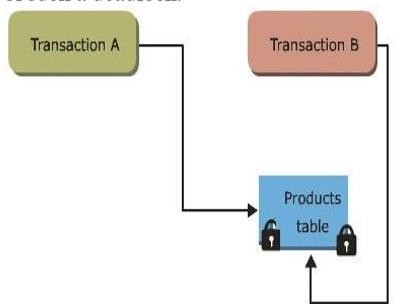 Transaction A
Transaction B
Products
table